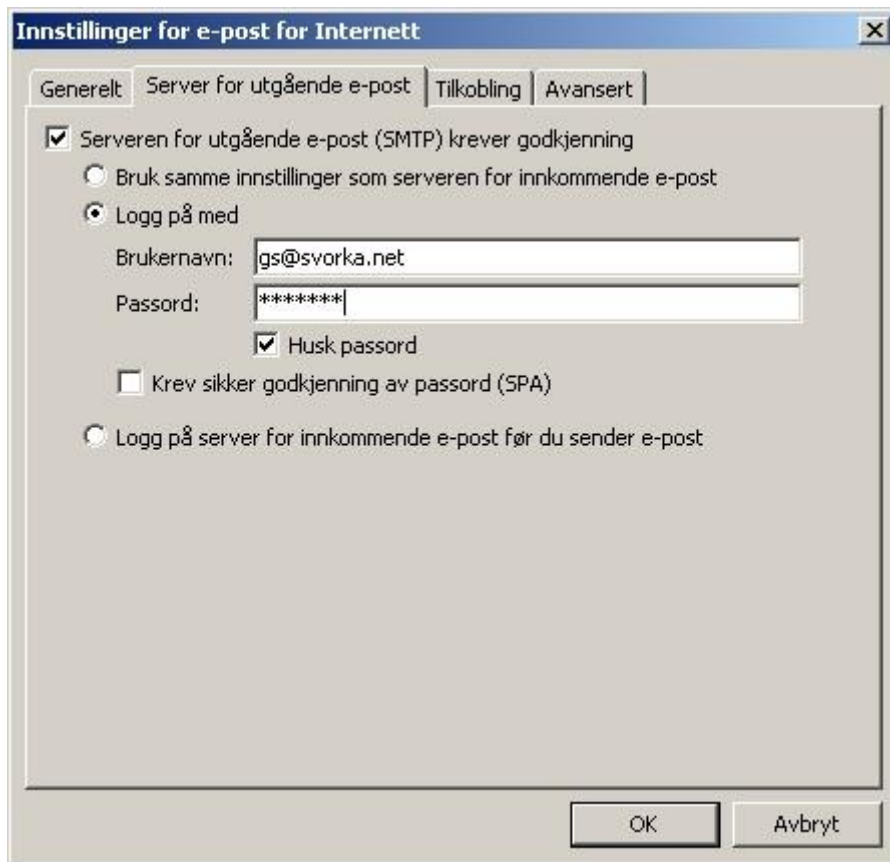 Innstillinger for e-post for Internett
Generelt Server for utgående e-post Tilkobling Avansert
Serveren for utgående e-post (SMTP) krever godkjenning
Bruk samme innstillinger som serveren for innkommende e-post
Logg på med
Brukernavn: gs@svorka.net
Passord: *******
Husk passord
Krev sikker godkjenning av passord (SPA)
Logg på server for innkommende e-post før du sender e-post
OK Avbryt